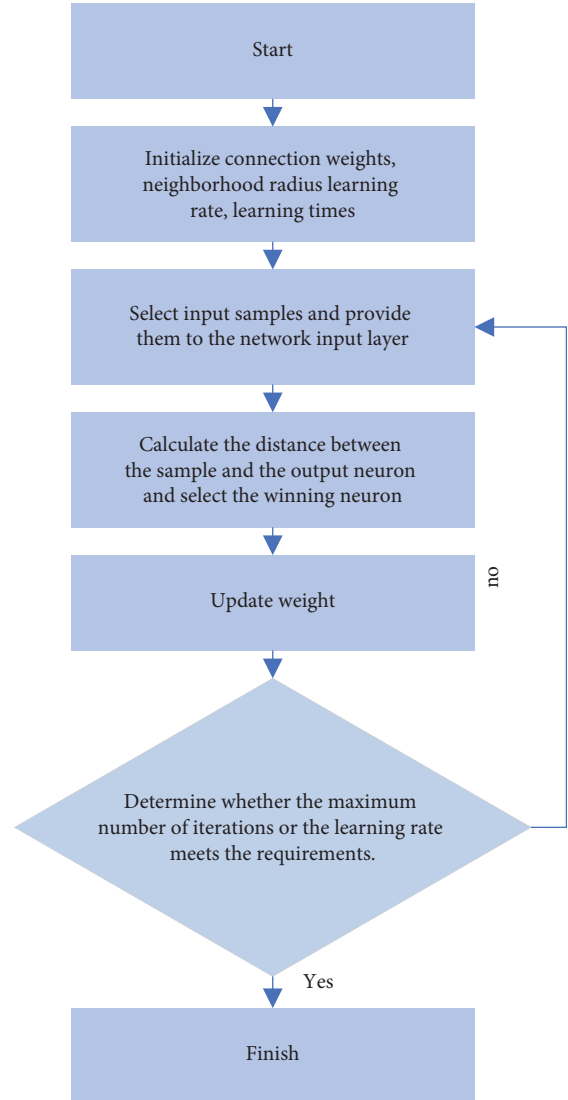 Start
Initialize connection weights,
neighborhood radius learning
rate, learning times
Select input samples and provide
them to the network input layer
Calculate the distance between
the sample and the output neuron
and select the winning neuron
Update weight
no
Determine whether the maximum
number of iterations or the learning rate
meets the requirements.
Yes
Finish